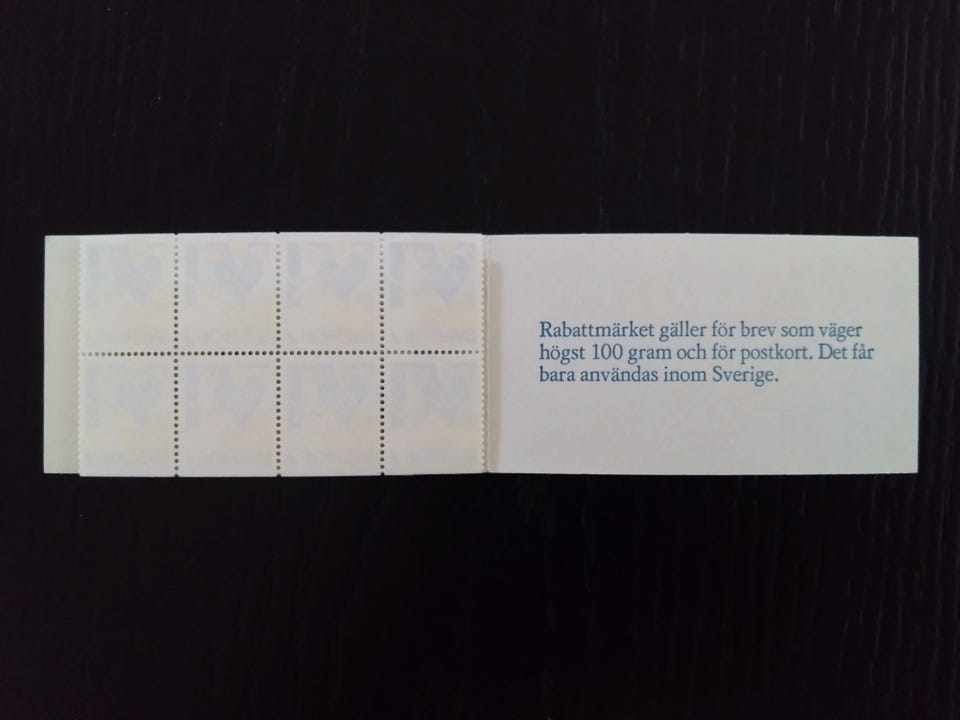 Rabattmärket gäller för brev som väger
högst 100 gram och för postkort. Det får
bara användas inom Sverige.